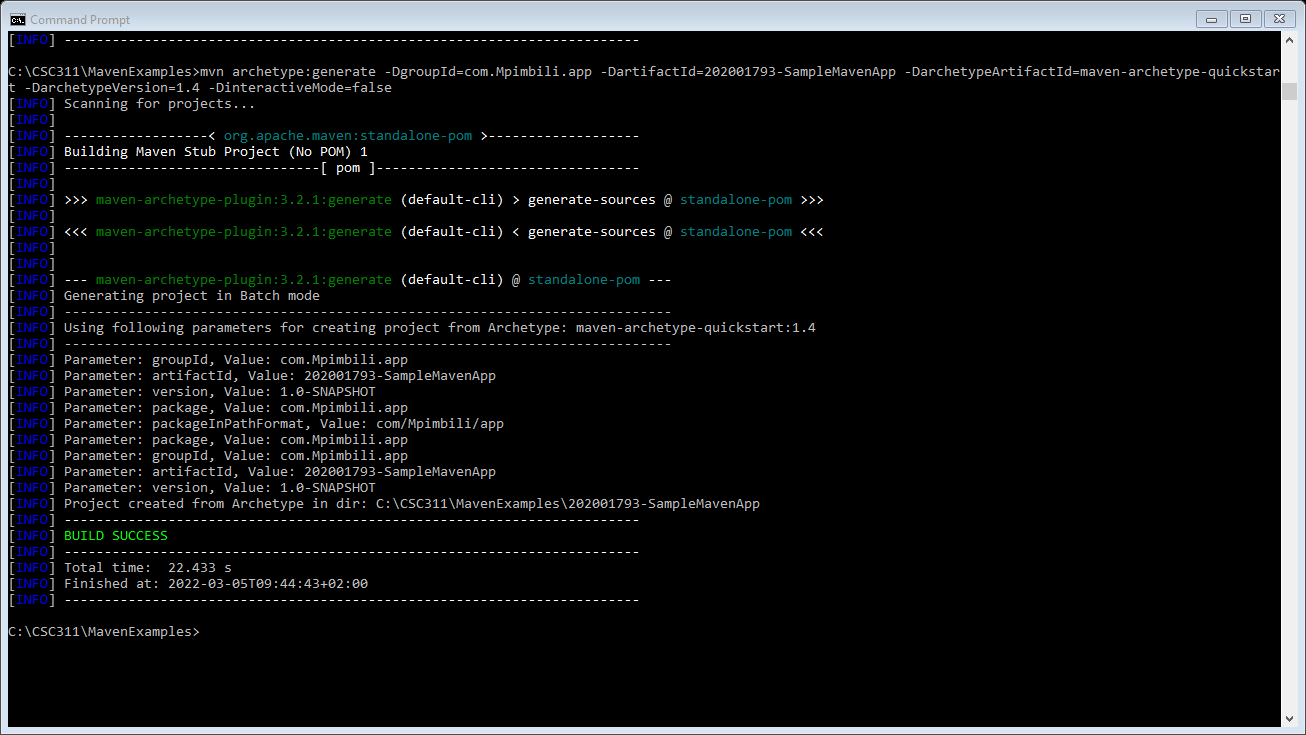 Command Prompt
[INFO] ------------------------------------------------------------------------
C:\CSC311\MavenExamples>mvn archetype:generate -DgroupId=com.Mpimbili.app -DartifactId=202001793-SampleMavenApp -DarchetypeArtifactId=maven-archetype-quickstar
t -DarchetypeVersion=1.4 -DinteractiveMode=false
[INFO] Scanning for projects...
[INFO]
[INFO] ------------------< org.apache.maven:standalone-pom >-------------------
[INFO] Building Maven Stub Project (No POM) 1
[INFO] --------------------------------[ pom ]---------------------------------
[INFO]
[INFO] >>> maven-archetype-plugin:3.2.1:generate (default-cli) > generate-sources @ standalone-pom >>>
[INFO]
[INFO] <<< maven-archetype-plugin:3.2.1:generate (default-cli) < generate-sources @ standalone-pom <<<
[INFO]
[INFO]
[INFO] --- maven-archetype-plugin:3.2.1:generate (default-cli) @ standalone-pom ---
[INFO] Generating project in Batch mode
[INFO] ----------------------------------------------------------------------------
[INFO] Using following parameters for creating project from Archetype: maven-archetype-quickstart:1.4
[INFO] ----------------------------------------------------------------------------
[INFO] Parameter: groupId, Value: com.Mpimbili.app
[INFO] Parameter: artifactId, Value: 202001793-SampleMavenApp
[INFO] Parameter: version, Value: 1.0-SNAPSHOT
[INFO] Parameter: package, Value: com.Mpimbili.app
[INFO] Parameter: packageInPathFormat, Value: com/Mpimbili/app
[INFO] Parameter: package, Value: com.Mpimbili.app
[INFO] Parameter: groupId, Value: com.Mpimbili.app
[INFO] Parameter: artifactId, Value: 202001793-SampleMavenApp
[INFO] Parameter: version, Value: 1.0-SNAPSHOT
[INFO] Project created from Archetype in dir: C:\CSC311\MavenExamples\202001793-SampleMavenApp
[INFO] ------------------------------------------------------------------------
[INFO] BUILD SUCCESS
[INFO] ------------------------------------------------------------------------
[INFO] Total time:  22.433 s
[INFO] Finished at: 2022-03-05T09:44:43+02:00
[INFO] ------------------------------------------------------------------------
C:\CSC311\MavenExamples>